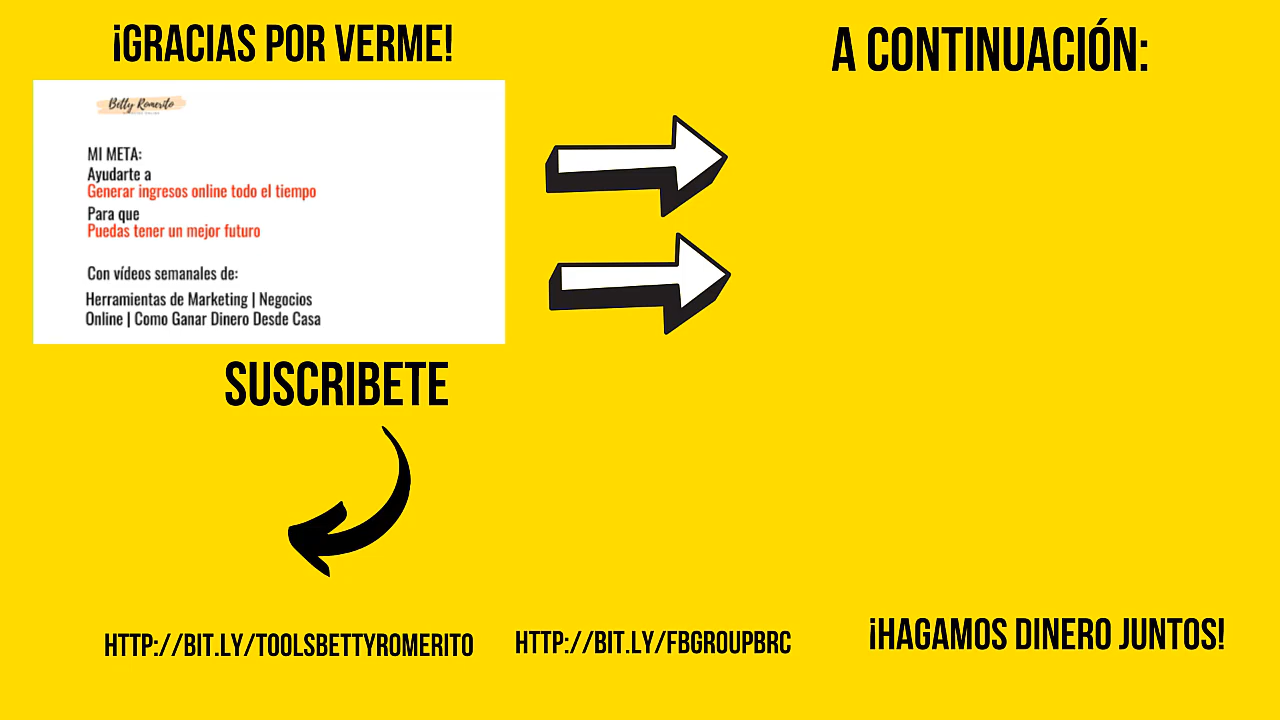 ¡GRACIAS POR VERME!
A CONTINUACIÓN:
Betty Romerito
MI META:
Ayudarte a
Generar ingresos online todo el tiempo
Para que
Puedas tener un mejor futuro
Con vídeos semanales de:
Herramientas de Marketing | Negocios
Online | Como Ganar Dinero Desde Casa
SUSCRIBETE
HTTP://BIT.LY/TOOLSBETTYROMERITO
HTTP://BIT.LY/FBGROUPBRC
¡HAGAMOS DINERO JUNTOS!